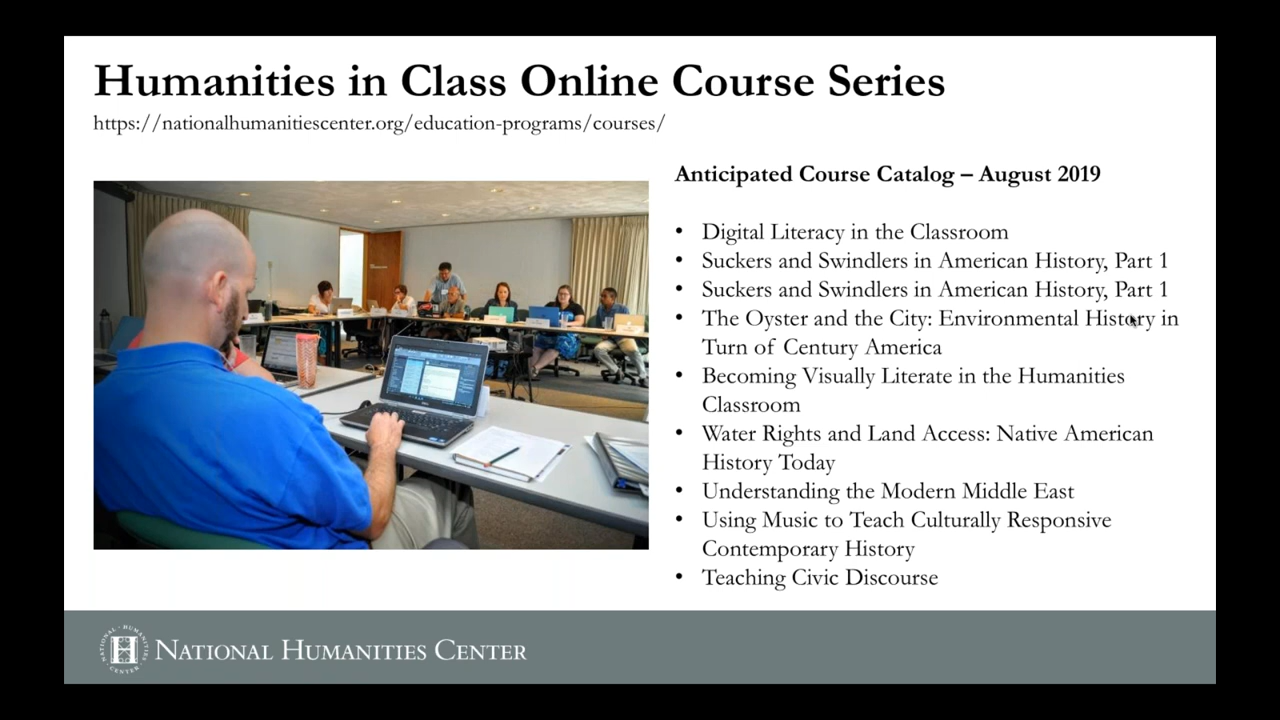 Humanities in Class Online Course Series
https://nationalhumanitiescenter.org/education-programs/courses/
Anticipated Course Catalog – August 2019
• Digital Literacy in the Classroom
• Suckers and Swindlers in American History, Part 1
• Suckers and Swindlers in American History, Part 1
• The Oyster and the City: Environmental History in
Turn of Century America
• Becoming Visually Literate in the Humanities
Classroom
• Water Rights and Land Access: Native American
History Today
• Understanding the Modern Middle East
• Using Music to Teach Culturally Responsive
Contemporary History
• Teaching Civic Discourse
NATIONAL HUMANITIES CENTER
NATIONAL HUMANITIES CENTER